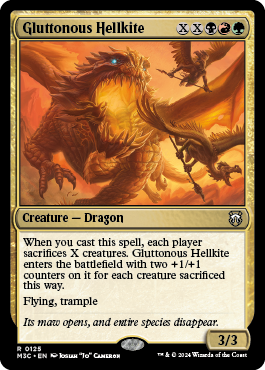 Gluttonous Hellkite XXBRG
Creature — Dragon
When you cast this spell, each player
sacrifices X creatures. Gluttonous Hellkite
enters the battlefield with two +1/+1
counters on it for each creature sacrificed
this way.
Flying, trample
Its maw opens, and entire species disappear.
3/3
R 0125
M3C • EN Josiah "Jo" Cameron
™ & © 2024 Wizards of the Coast